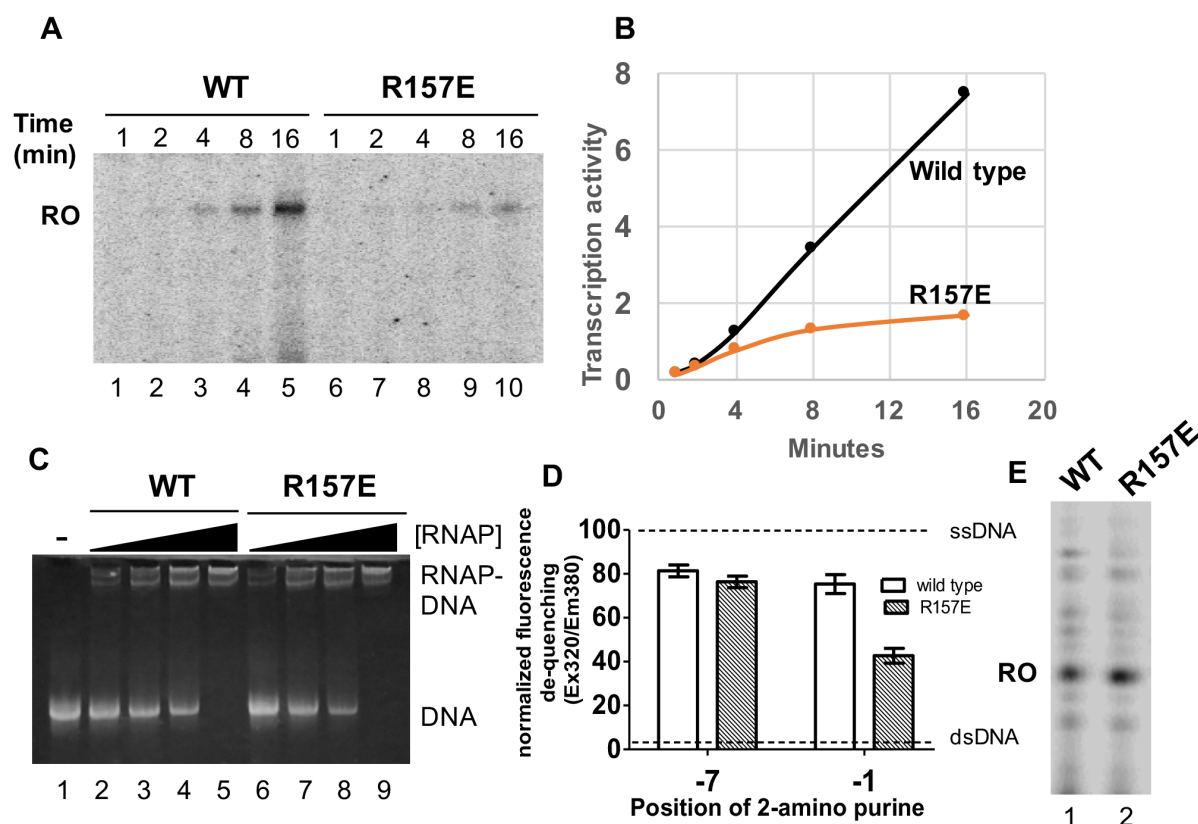 A
WT R157E
Time (min)
1 2 4 8 16 1 2 4 8 16
RO
1 2 3 4 5 6 7 8 9 10
B
Transcription activity
8
6
4
2
0
Wild type
R157E
0 4 8 12 16 20
Minutes
C
WT R157E
- [RNAP]
RNAP-
DNA
DNA
1 2 3 4 5 6 7 8 9
D
normalized fluorescence
de-quenching
(Ex320/Em380)
100
80
60
40
20
0
ssDNA
wild type
R157E
dsDNA
-7 -1
Position of 2-amino purine
E
WT R157E
RO
1 2